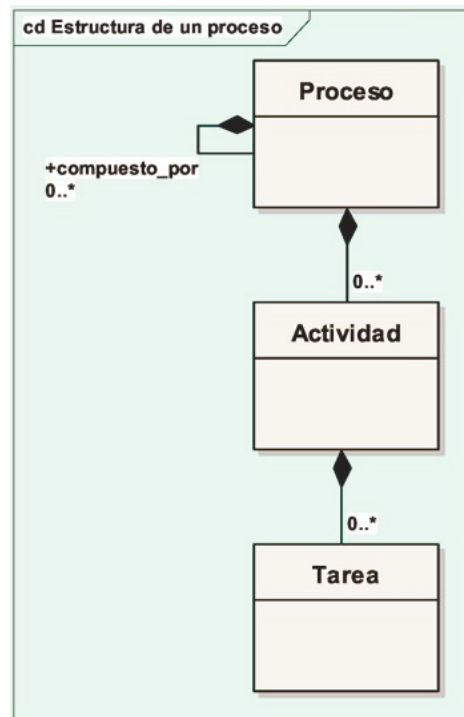 cd Estructura de un proceso
Proceso
+compuesto_por
0..*
0..*
Actividad
0..*
Tarea